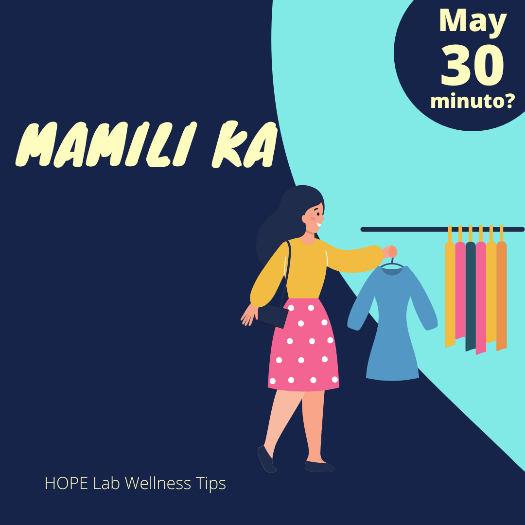 May
30
minuto?
MAMILI KA
HOPE Lab Wellness Tips